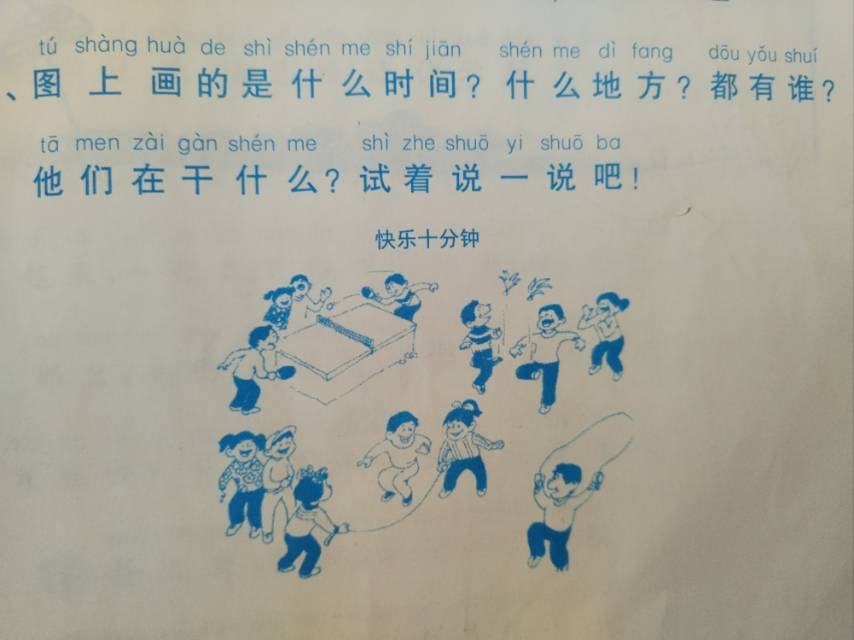 tú shàng huà de shì shén me shí jiān shén me dì fang dōu yǒu shuí
、图上画的是什么时间?什么地方?都有谁?
tā men zài gàn shén me shì zhe shuō yi shuō ba
他们在干什么?试着说一说吧!
快乐十分钟